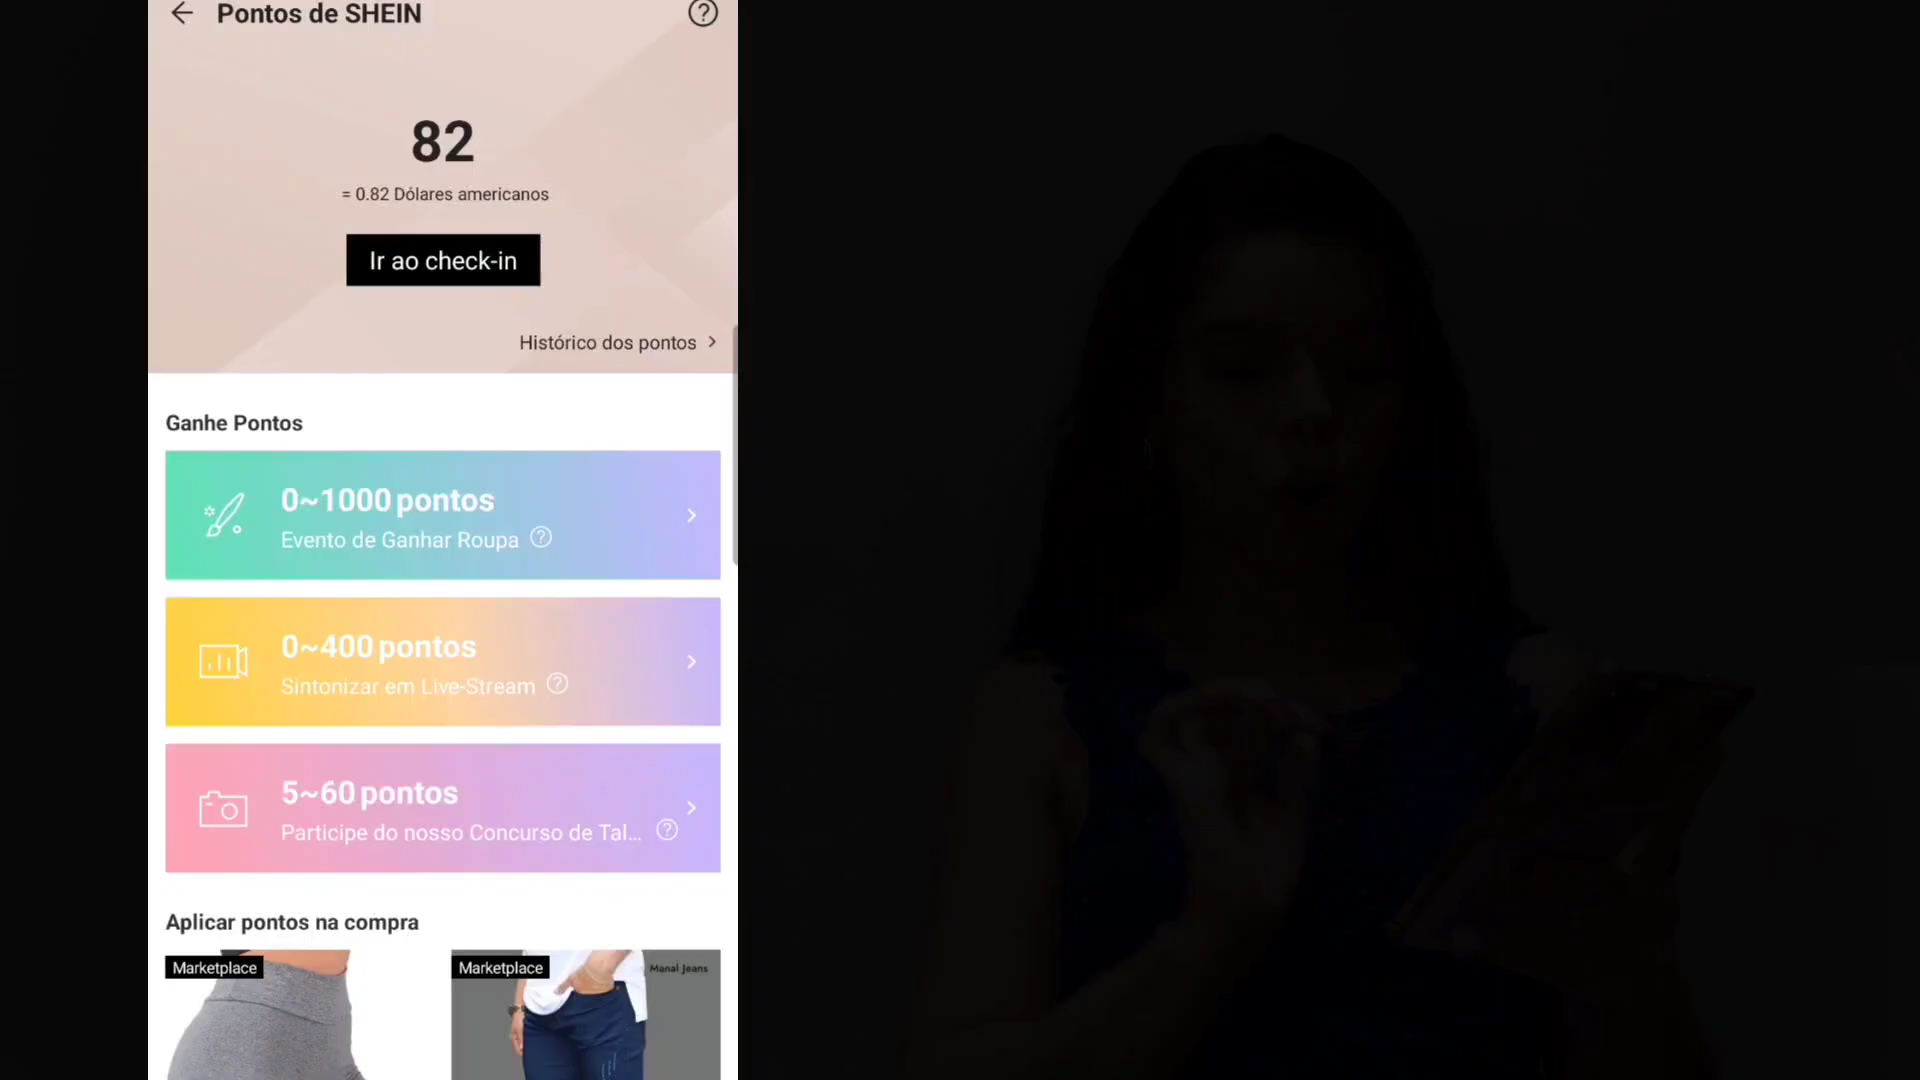 Pontos de SHEIN
82
= 0.82 Dólares americanos
Ir ao check-in
Histórico dos pontos
Ganhe Pontos
0~1000 pontos
Evento de Ganhar Roupa
0~400 pontos
Sintonizar em Live-Stream
5~60 pontos
Participe do nosso Concurso de Tal...
Aplicar pontos na compra
Marketplace
Marketplace
Manal Jeans